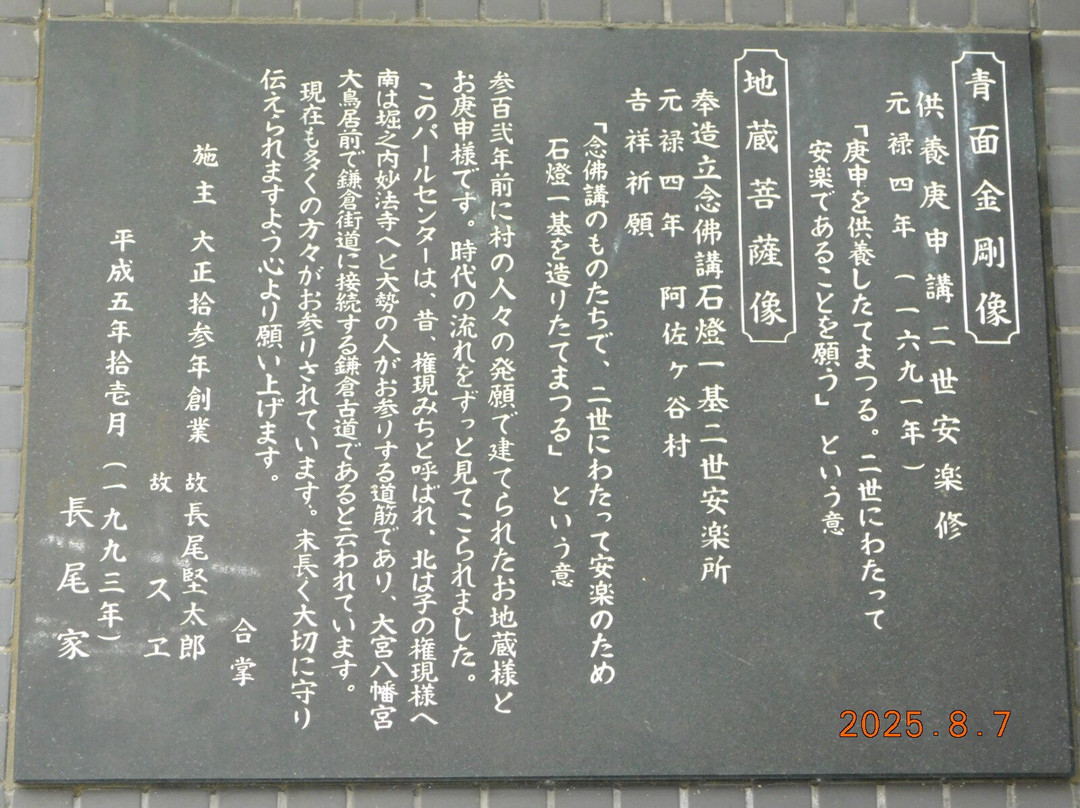 青面金剛像
供養庚申講 二世安楽修
元禄四年 (一六九一年)
「庚申を供養したてまつる。二世にわたって
安楽であることを願う」 という意
地蔵菩薩像
奉造立念佛講石燈一基二世安楽所
元禄四年 阿佐ヶ谷村
吉祥祈願
「念佛講のものたちで、二世にわたって安楽のため
石燈一基を造りたてまつる」 という意
参百弐年前に村の人々の発願で建てられたお地蔵様と
お庚申様です。時代の流れをずっと見てこられました。
このパールセンターは、昔、権現みちと呼ばれ、北は子の権現様へ
南は堀之内妙法寺へと大勢の人がお参りする道筋であり、大宮八幡宮
大鳥居前で鎌倉街道に接続する鎌倉古道であると云われています。
現在も多くの方々がお参りされています。末長く大切に守り
伝えられますよう心より願い上げます。
合掌
施主 大正拾参年創業 故長尾堅太郎
故 スヱ
平成五年拾壱月 (一九九三年)
長尾家
2025.8.7